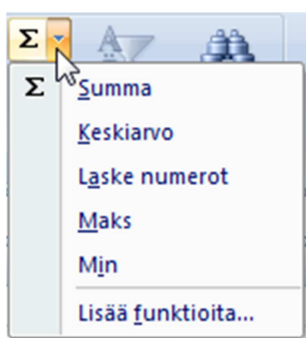 Σ
Σ Summa
Keskiarvo
Laske numerot
Maks
Min
Lisää funktioita...